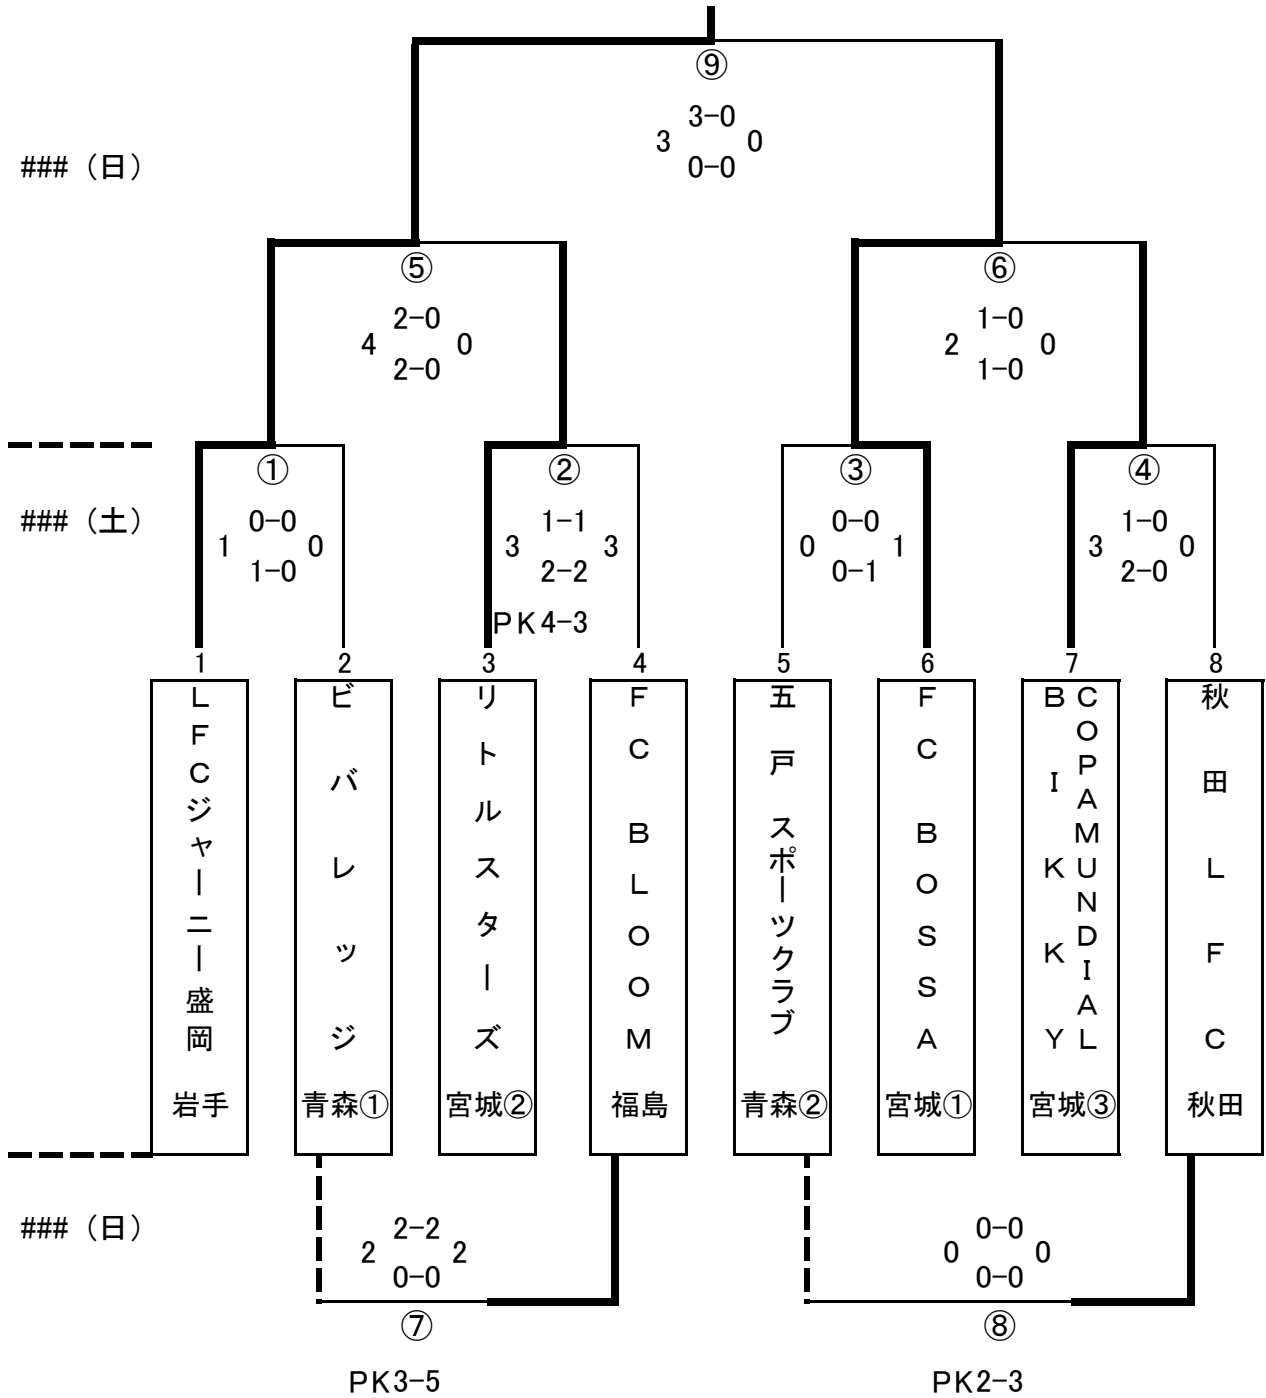 ⑨
3-0
3 0
0-0
###（日）
⑤
2-0
4 0
2-0
⑥
1-0
2 0
1-0
①
0-0
1 0
1-0
②
1-1
3 3
2-2
PK4-3
③
0-0
0 1
0-1
④
1-0
3 0
2-0
###（土）
1 2 3 4 5 6 7 8
LFCジャーニー盛岡
岩手
ビバレッジ
青森①
リトルスターズ
宮城②
FC BLOOM
福島
五戸スポーツクラブ
青森②
FC BOSSA
宮城①
COPAMUNDIAL
BIKKY
宮城③
秋田LFC
秋田
###（日）
2-2
2 2
0-0
⑦
PK3-5
0-0
0 0
0-0
⑧
PK2-3